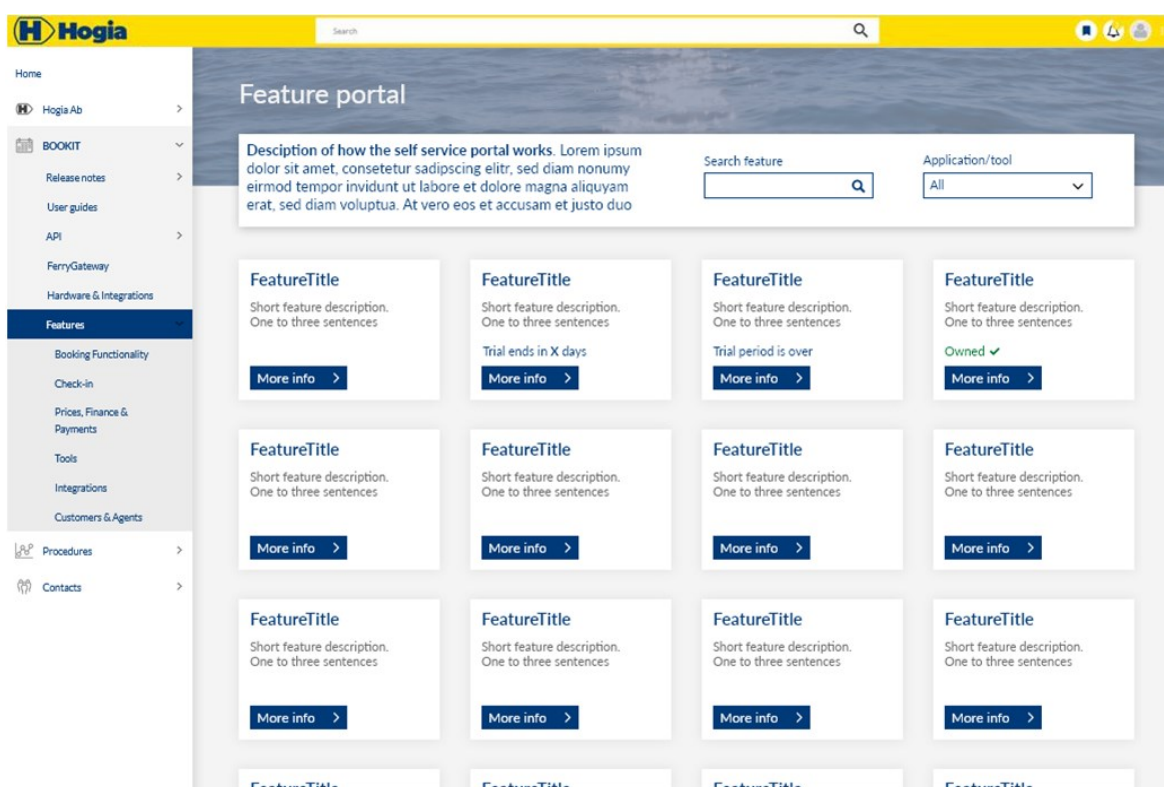 H Hogia
Search
Home
Hogia Ab
BOOKIT
Release notes
User guides
API
FerryGateway
Hardware & Integrations
Features
Booking Functionality
Check-in
Prices, Finance &
Payments
Tools
Integrations
Customers & Agents
Procedures
Contacts
Feature portal
Desciption of how the self service portal works. Lorem ipsum
dolor sit amet, consetetur sadipscing elitr, sed diam nonumy
eirmod tempor invidunt ut labore et dolore magna aliquyam
erat, sed diam voluptua. At vero eos et accusam et justo duo
Search feature
Application/tool
All
FeatureTitle
Short feature description.
One to three sentences
More info
FeatureTitle
Short feature description.
One to three sentences
Trial ends in X days
More info
FeatureTitle
Short feature description.
One to three sentences
Trial period is over
More info
FeatureTitle
Short feature description.
One to three sentences
Owned ✓
More info
FeatureTitle
Short feature description.
One to three sentences
More info
FeatureTitle
Short feature description.
One to three sentences
More info
FeatureTitle
Short feature description.
One to three sentences
More info
FeatureTitle
Short feature description.
One to three sentences
More info
FeatureTitle
Short feature description.
One to three sentences
More info
FeatureTitle
Short feature description.
One to three sentences
More info
FeatureTitle
Short feature description.
One to three sentences
More info
FeatureTitle
Short feature description.
One to three sentences
More info
FeatureTitle
FeatureTitle
FeatureTitle
FeatureTitle